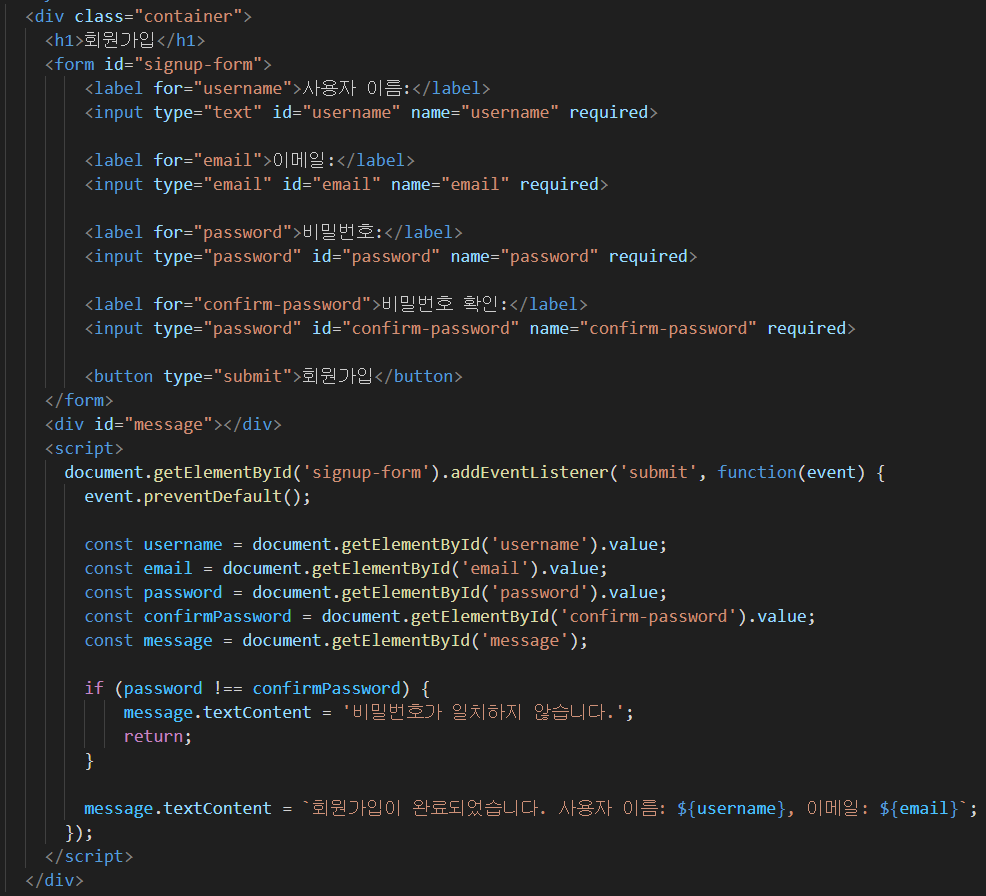 <div class="container">
<h1>회원가입</h1>
<form id="signup-form">
<label for="username">사용자 이름:</label>
<input type="text" id="username" name="username" required>
<label for="email">이메일:</label>
<input type="email" id="email" name="email" required>
<label for="password">비밀번호:</label>
<input type="password" id="password" name="password" required>
<label for="confirm-password">비밀번호 확인:</label>
<input type="password" id="confirm-password" name="confirm-password" required>
<button type="submit">회원가입</button>
</form>
<div id="message"></div>
<script>
document.getElementById('signup-form').addEventListener('submit', function(event) {
event.preventDefault();
const username = document.getElementById('username').value;
const email = document.getElementById('email').value;
const password = document.getElementById('password').value;
const confirmPassword = document.getElementById('confirm-password').value;
const message = document.getElementById('message');
if (password !== confirmPassword) {
message.textContent = '비밀번호가 일치하지 않습니다.';
return;
}
message.textContent = `회원가입이 완료되었습니다. 사용자 이름: ${username}, 이메일: ${email}`;
});
</script>
</div>